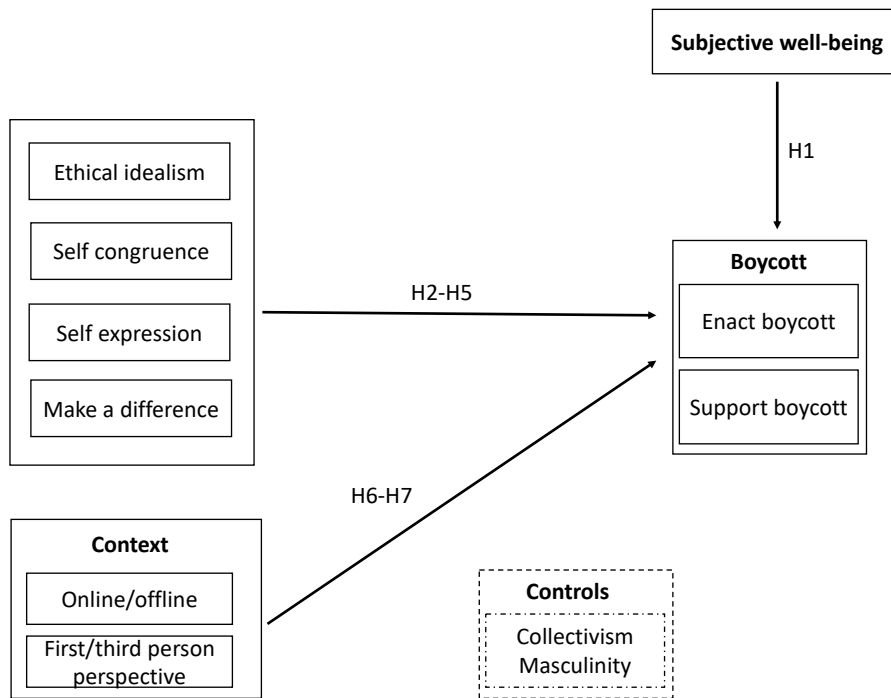 Subjective well-being
H1
Ethical idealism
Self congruence
Self expression
Make a difference
H2-H5
Boycott
Enact boycott
Support boycott
H6-H7
Context
Online/offline
First/third person
perspective
Controls
Collectivism
Masculinity